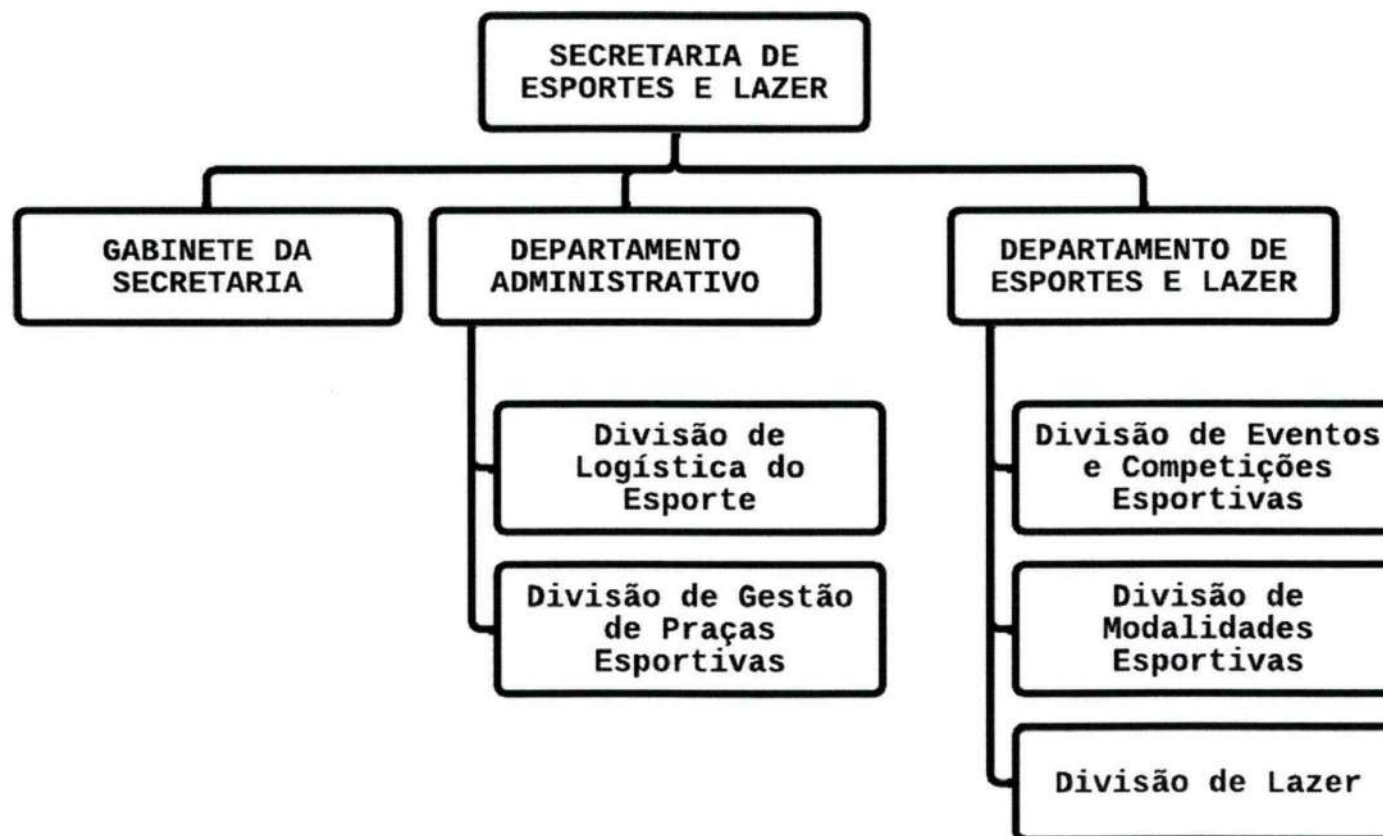 SECRETARIA DE
ESPORTES E LAZER
GABINETE DA
SECRETARIA
DEPARTAMENTO
ADMINISTRATIVO
DEPARTAMENTO DE
ESPORTES E LAZER
Divisão de
Logística do
Esporte
Divisão de Gestão
de Praças
Esportivas
Divisão de Eventos
e Competições
Esportivas
Divisão de
Modalidades
Esportivas
Divisão de Lazer